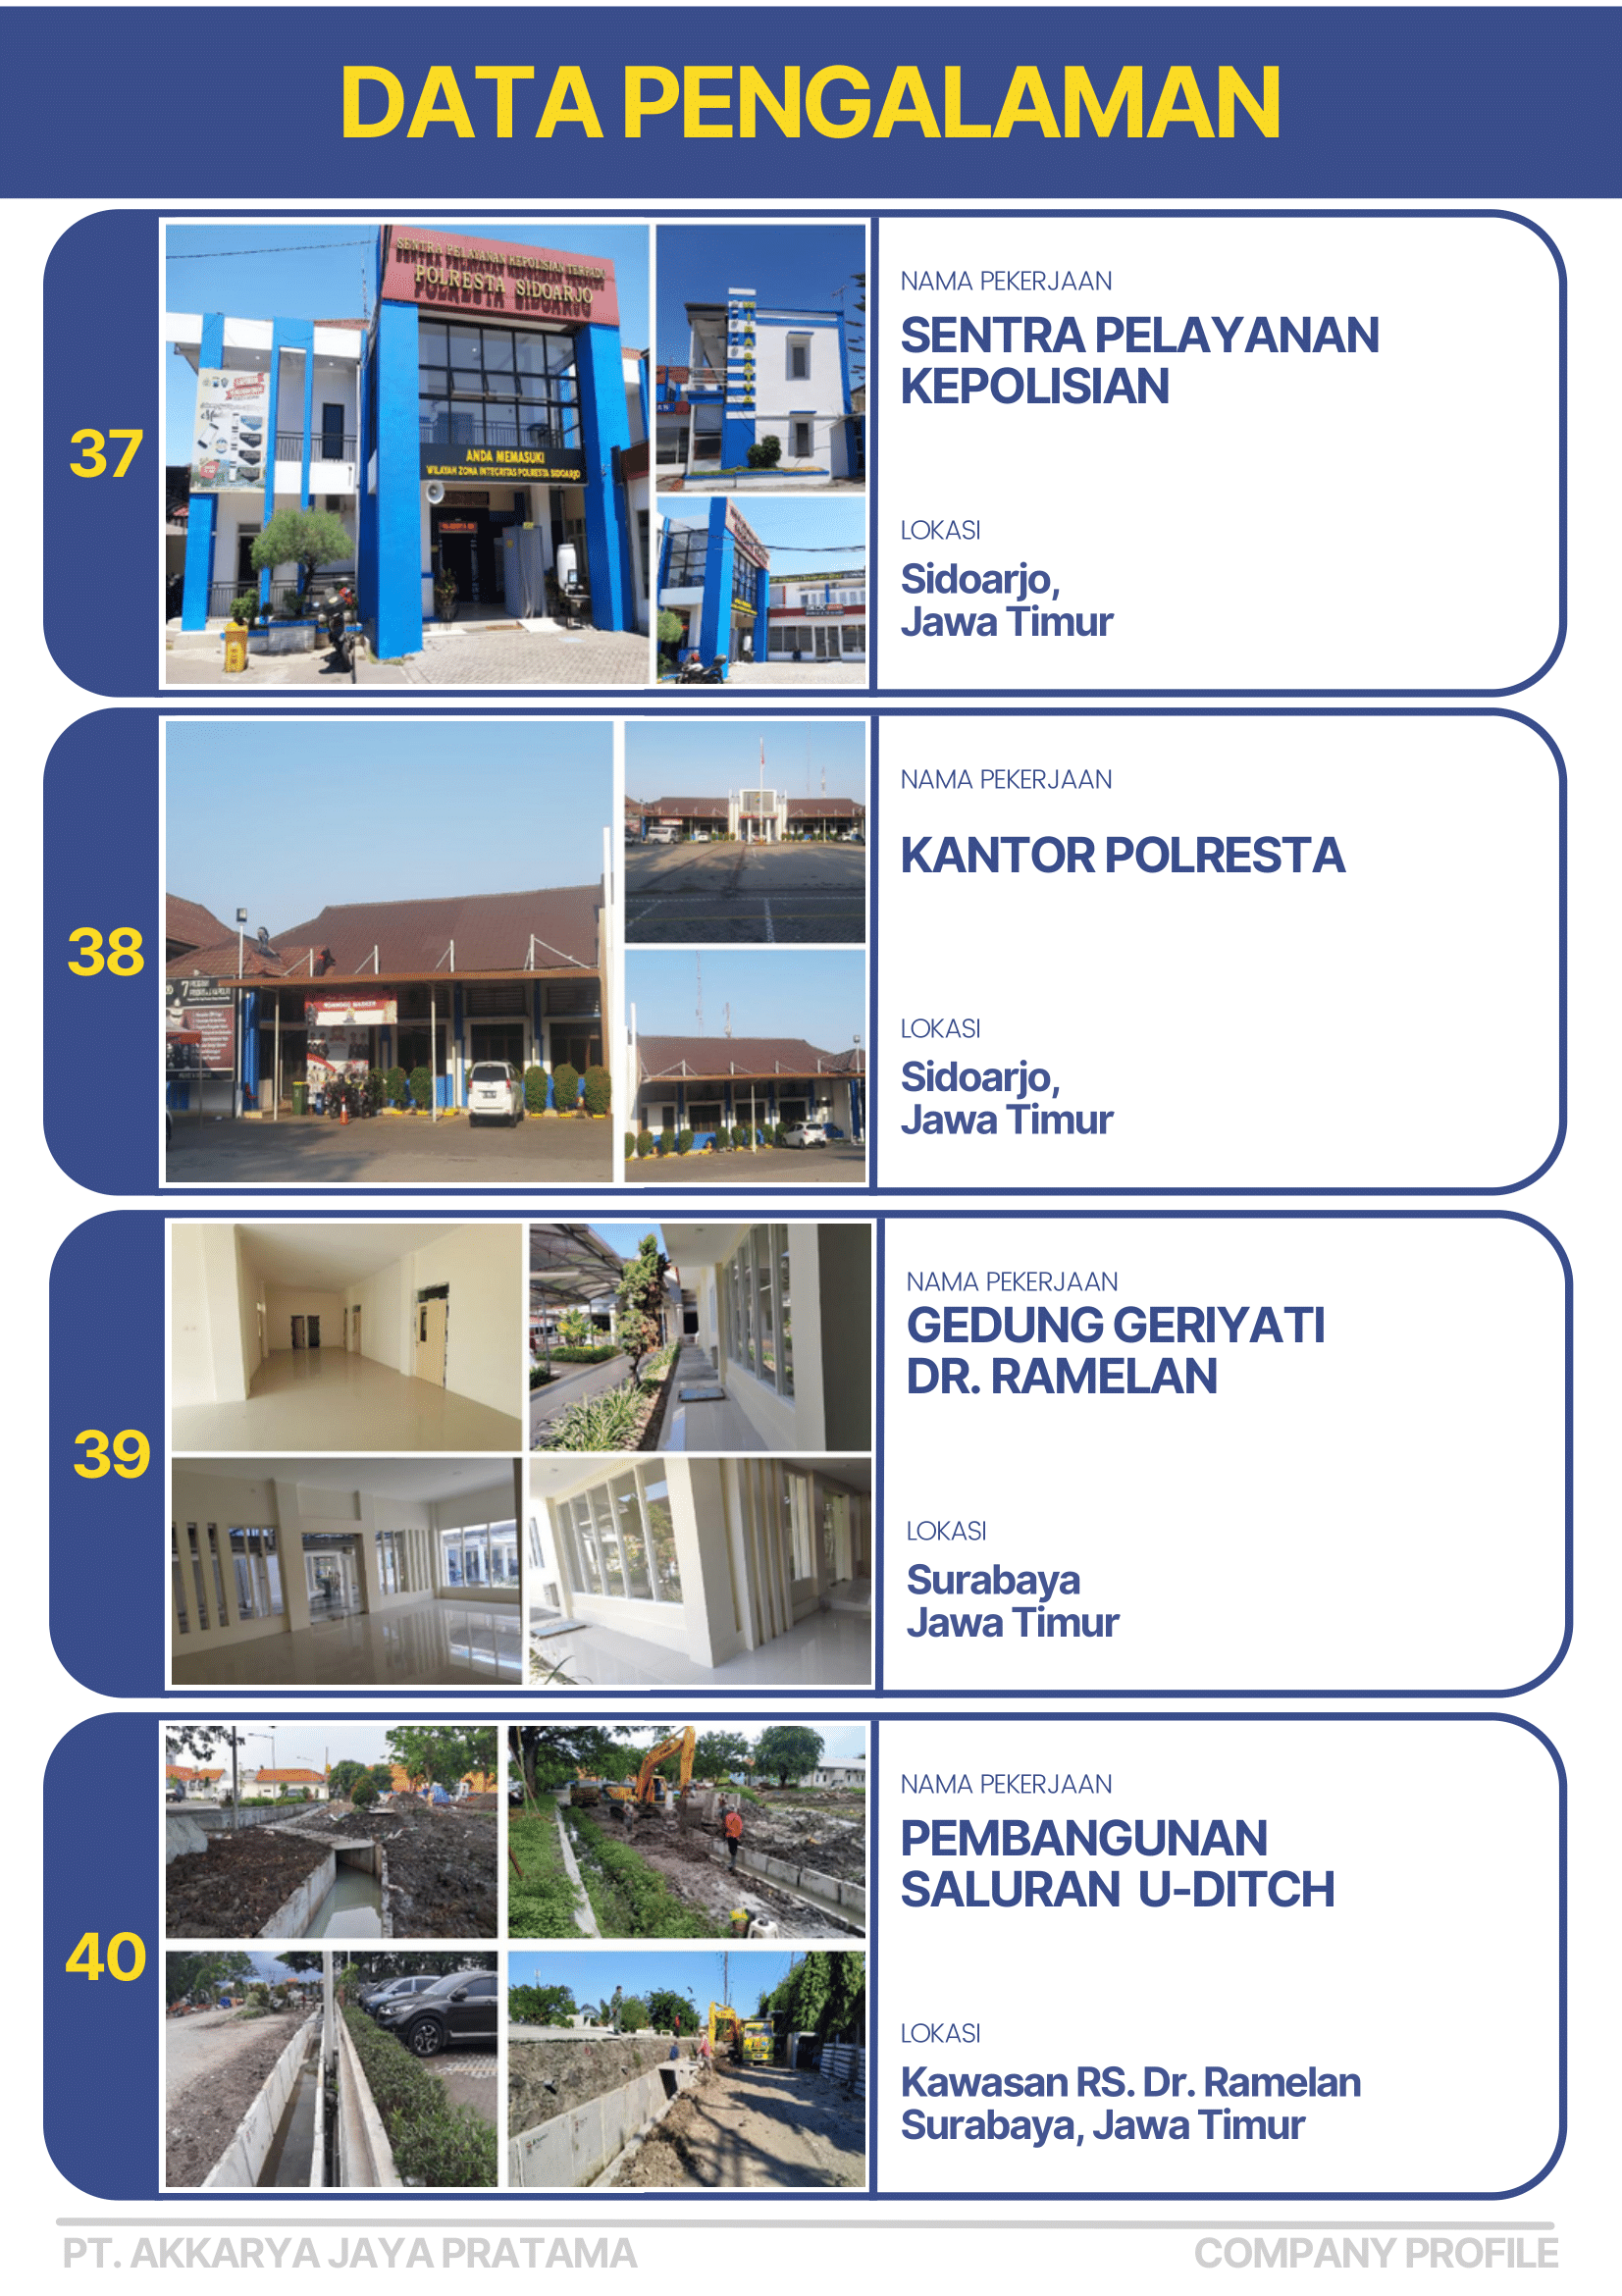 DATA PENGALAMAN
37
SENTRA PELAYANAN KEPOLISIAN TERPADU
POLRESTA SIDOARJO
ANDA MEMASUKI
WILAYAH ZONA INTEGRITAS POLRESTA SIDOARJO
NAMA PEKERJAAN
SENTRA PELAYANAN
KEPOLISIAN
LOKASI
Sidoarjo,
Jawa Timur
38
7
NAMA PEKERJAAN
KANTOR POLRESTA
LOKASI
Sidoarjo,
Jawa Timur
39
NAMA PEKERJAAN
GEDUNG GERIYATI
DR. RAMELAN
LOKASI
Surabaya
Jawa Timur
40
NAMA PEKERJAAN
PEMBANGUNAN
SALURAN U-DITCH
LOKASI
Kawasan RS. Dr. Ramelan
Surabaya, Jawa Timur
PT. AKKARYA JAYA PRATAMA
COMPANY PROFILE